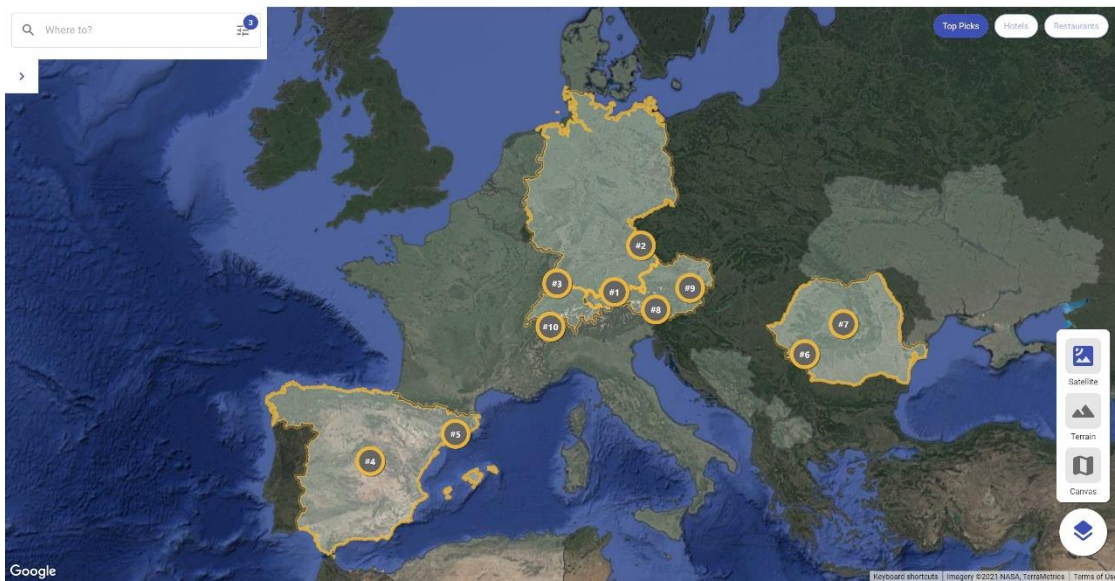 Where to?
3
Top Picks
Hotels
Restaurants
#2
#3
#1
#9
#8
#10
#7
#6
#5
#4
Satellite
Terrain
Canvas
Google
Keyboard shortcuts
Imagery ©2021 NASA, TerraMetrics
Terms of Use